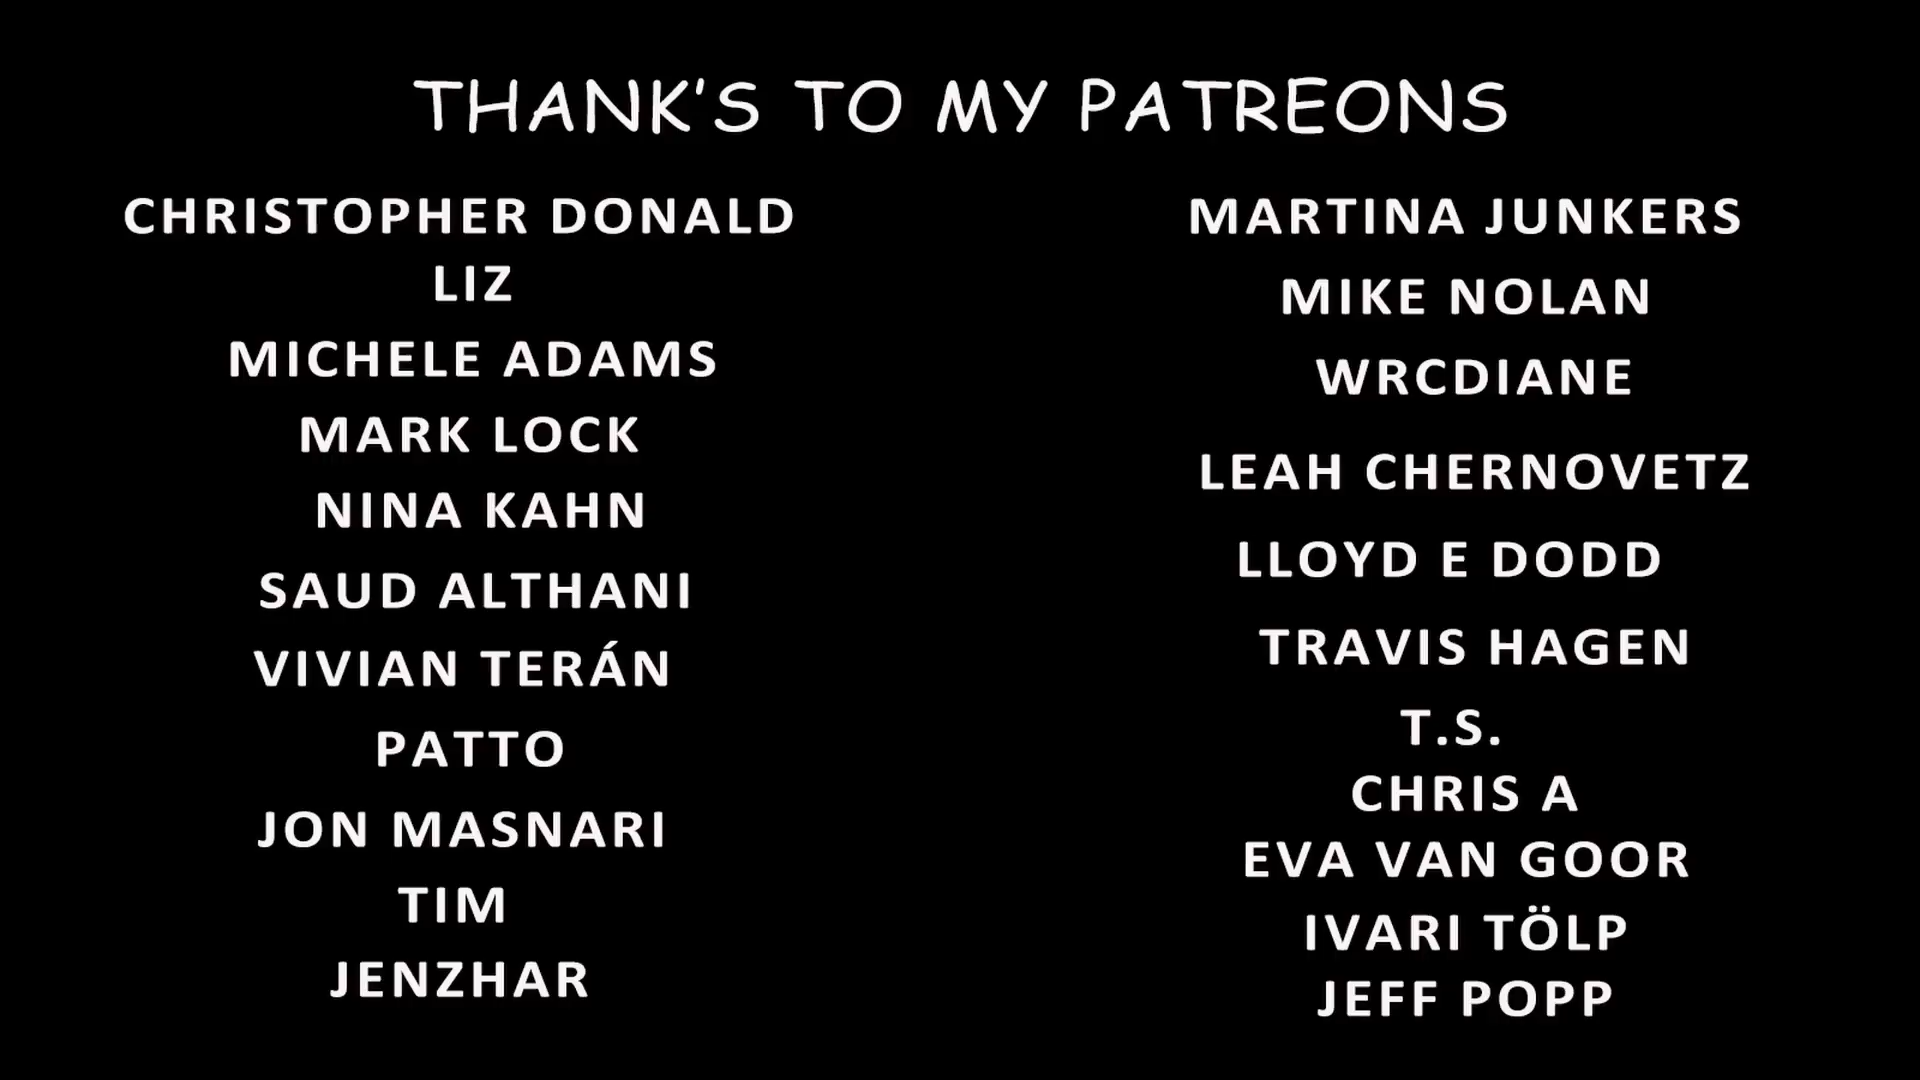 THANK'S TO MY PATREONS
CHRISTOPHER DONALD
LIZ
MICHELE ADAMS
MARK LOCK
NINA KAHN
SAUD ALTHANI
VIVIAN TERÁN
PATTO
JON MASNARI
TIM
JENZHAR
MARTINA JUNKERS
MIKE NOLAN
WRCDIANE
LEAH CHERNOVETZ
LLOYD E DODD
TRAVIS HAGEN
T.S.
CHRIS A
EVA VAN GOOR
IVARI TÖLP
JEFF POPP